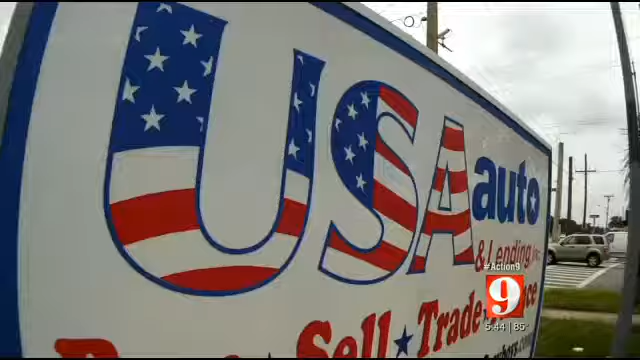 USA auto
& Lending Inc
Sell ★ Trade
#Action9
9
5:44 85°